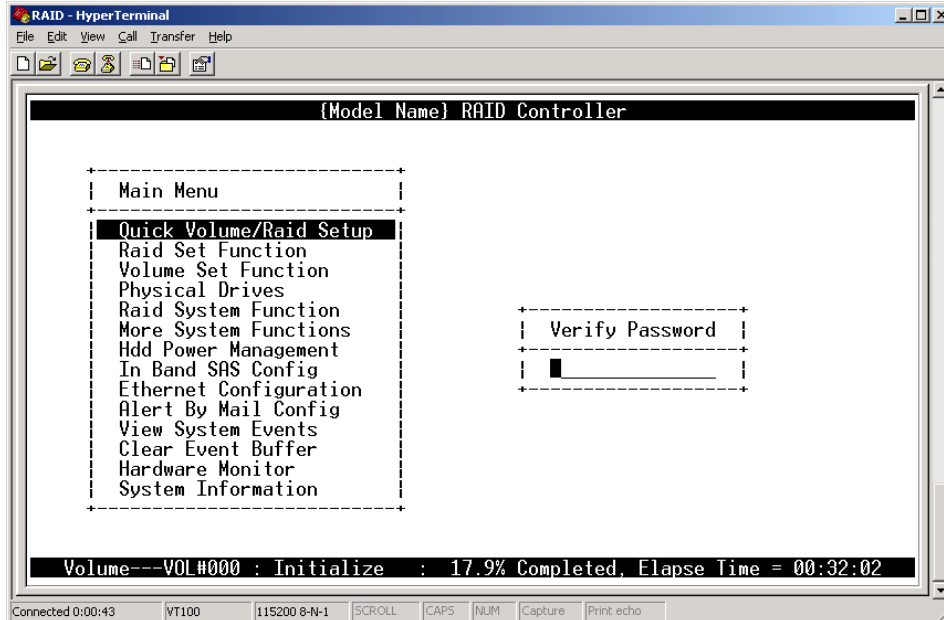 RAID - HyperTerminal
File Edit View Call Transfer Help
{Model Name} RAID Controller
Main Menu
Quick Volume/Raid Setup
Raid Set Function
Volume Set Function
Physical Drives
Raid System Function
More System Functions
Hdd Power Management
In Band SAS Config
Ethernet Configuration
Alert By Mail Config
View System Events
Clear Event Buffer
Hardware Monitor
System Information
Verify Password
Volume---VOL#000 : Initialize : 17.9% Completed, Elapse Time = 00:32:02
Connected 0:00:43 VT100 115200 8-N-1 SCROLL CAPS NUM Capture Print echo